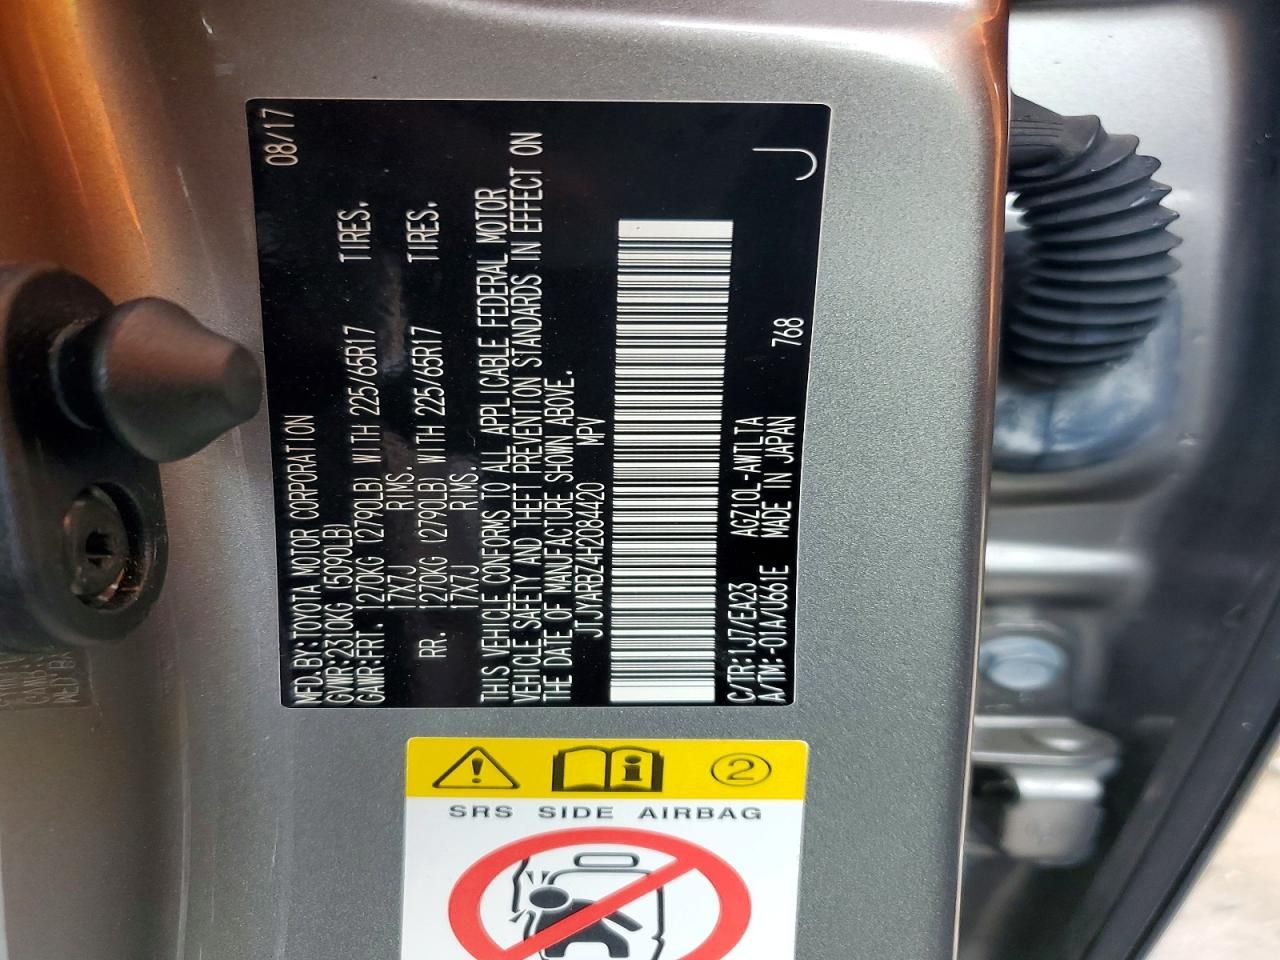 MFD.BY:TOYOTA MOTOR CORPORATION 08/17
GVWR:2310KG (5090LB)
GAWR:FRT. 1270KG (2790LB) WITH 225/65R17 TIRES.
17X7J RIMS.
RR. 1270KG (2790LB) WITH 225/65R17 TIRES.
17X7J RIMS.
THIS VEHICLE CONFORMS TO ALL APPLICABLE FEDERAL MOTOR
VEHICLE SAFETY AND THEFT PREVENTION STANDARDS IN EFFECT ON
THE DATE OF MANUFACTURE SHOWN ABOVE.
JTJYARBZ4H2084420 MPV
C/TR:1J7/EA23 AGZ10L-AWTLTA
A/TM:-01A/U661E MADE IN JAPAN 768
J
2
SRS SIDE AIRBAG